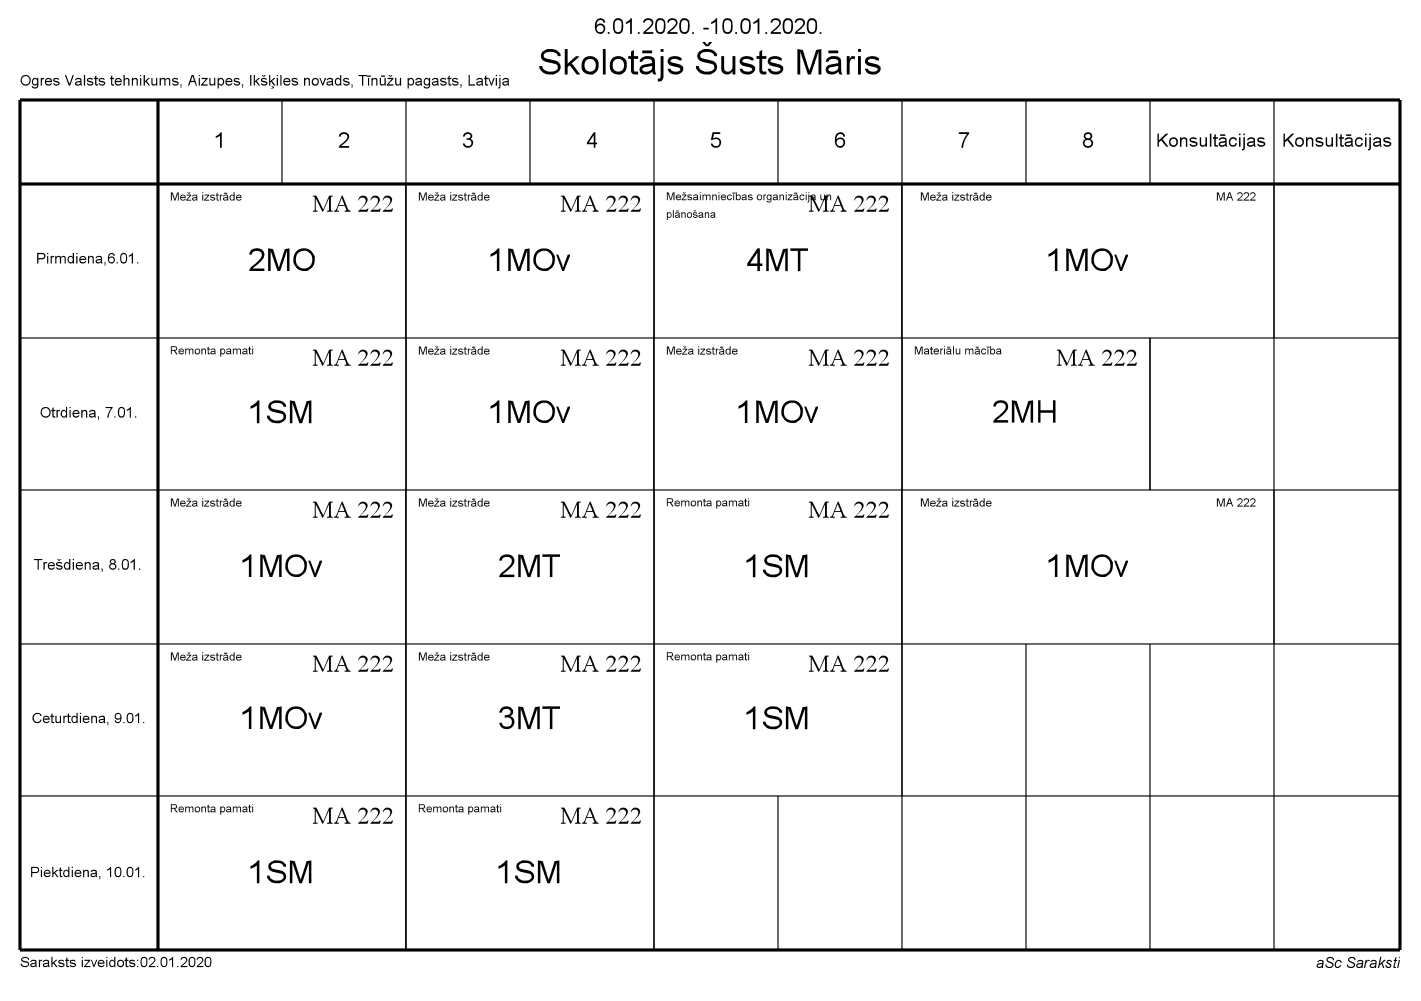 6.01.2020. -10.01.2020.
Skolotājs Šusts Māris
Ogres Valsts tehnikums, Aizupes, Ikšķiles novads, Tīnūžu pagasts, Latvija
1 2 3 4 5 6 7 8 Konsultācijas Konsultācijas
Meža izstrāde MA 222 Meža izstrāde MA 222 Mežsaimniecības organizācija un MA 222 Meža izstrāde MA 222
plānošana
Pirmdiena,6.01. 2MO 1MOv 4MT 1MOv
Remonta pamati MA 222 Meža izstrāde MA 222 Meža izstrāde MA 222 Materiālu mācība MA 222
Otrdiena, 7.01. 1SM 1MOv 1MOv 2MH
Meža izstrāde MA 222 Meža izstrāde MA 222 Remonta pamati MA 222 Meža izstrāde MA 222
Trešdiena, 8.01. 1MOv 2MT 1SM 1MOv
Meža izstrāde MA 222 Meža izstrāde MA 222 Remonta pamati MA 222
Ceturtdiena, 9.01. 1MOv 3MT 1SM
Remonta pamati MA 222 Remonta pamati MA 222
Piektdiena, 10.01. 1SM 1SM
Saraksts izveidots:02.01.2020 aSc Saraksti